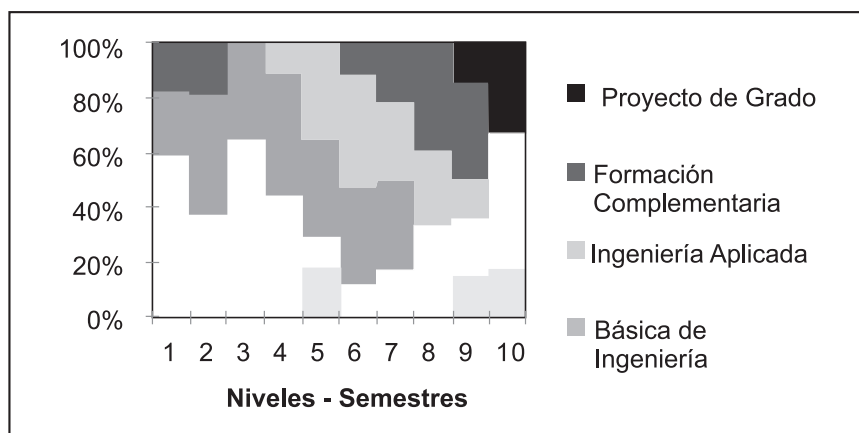 100%
80%
60%
40%
20%
0%
1 2 3 4 5 6 7 8 9 10
Niveles - Semestres
Proyecto de Grado
Formación
Complementaria
Ingeniería Aplicada
Básica de
Ingeniería